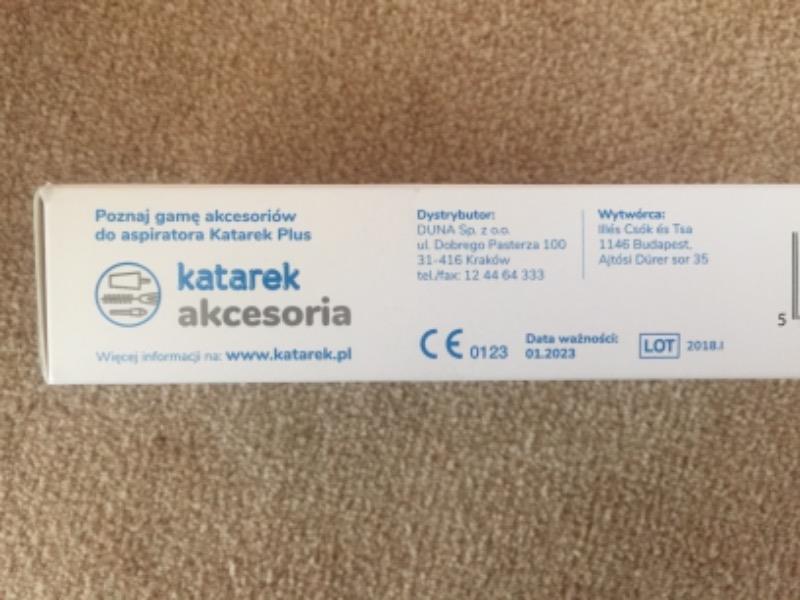 Poznaj gamę akcesoriów
do aspiratora Katarek Plus
katarek
akcesoria
Więcej informacji na: www.katarek.pl
Dystrybutor:
DUNA Sp. z o.o.
ul. Dobrego Pasterza 100
31-416 Kraków
tel./fax: 12 44 64 333
Wytwórca:
Illés Csók és Tsa
1146 Budapest,
Ajtósi Dürer sor 35
CE 0123
Data ważności:
01.2023
LOT 2018.I
5